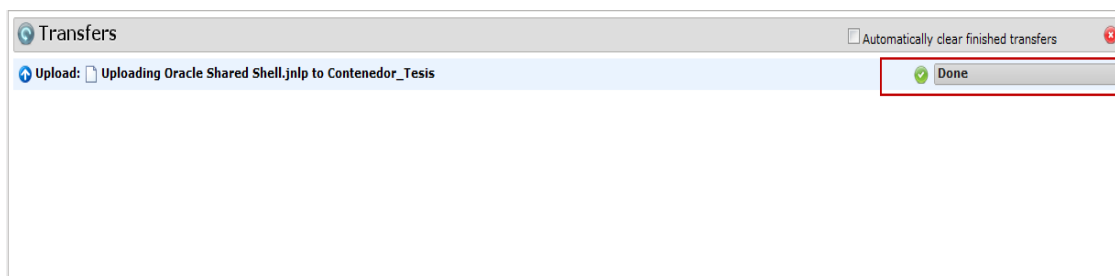 Transfers
Automatically clear finished transfers
Upload: Uploading Oracle Shared Shell.jnlp to Contenedor_Tesis
Done